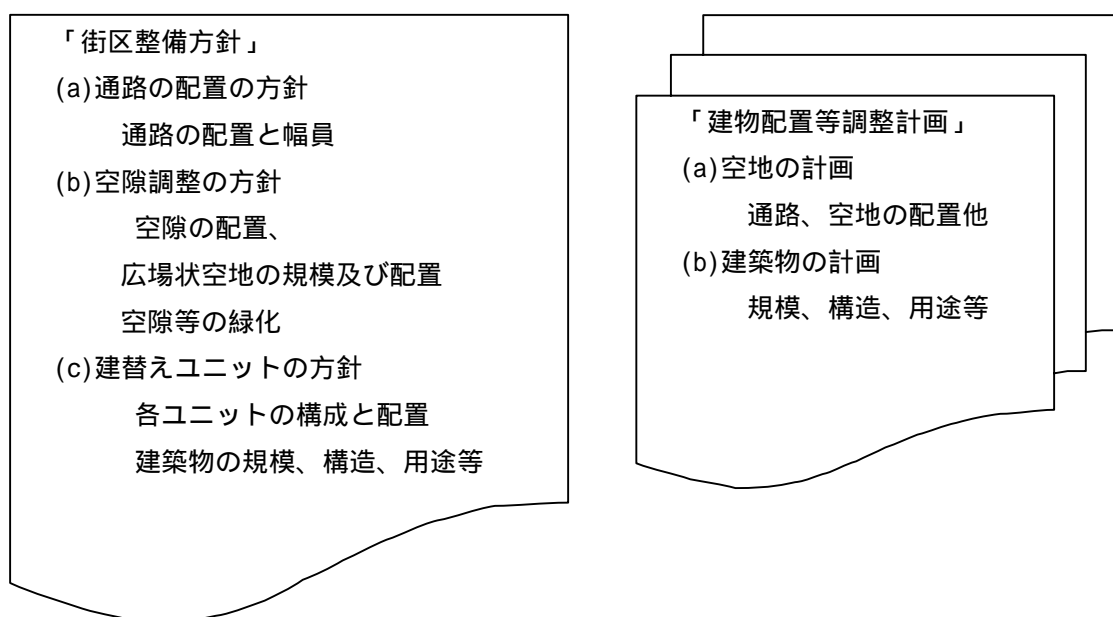 「街区整備方針」
(a)通路の配置の方針
通路の配置と幅員
(b)空隙調整の方針
空隙の配置、
広場状空地の規模及び配置
空隙等の緑化
(c)建替えユニットの方針
各ユニットの構成と配置
建築物の規模、構造、用途等
「建物配置等調整計画」
(a)空地の計画
通路、空地の配置他
(b)建築物の計画
規模、構造、用途等